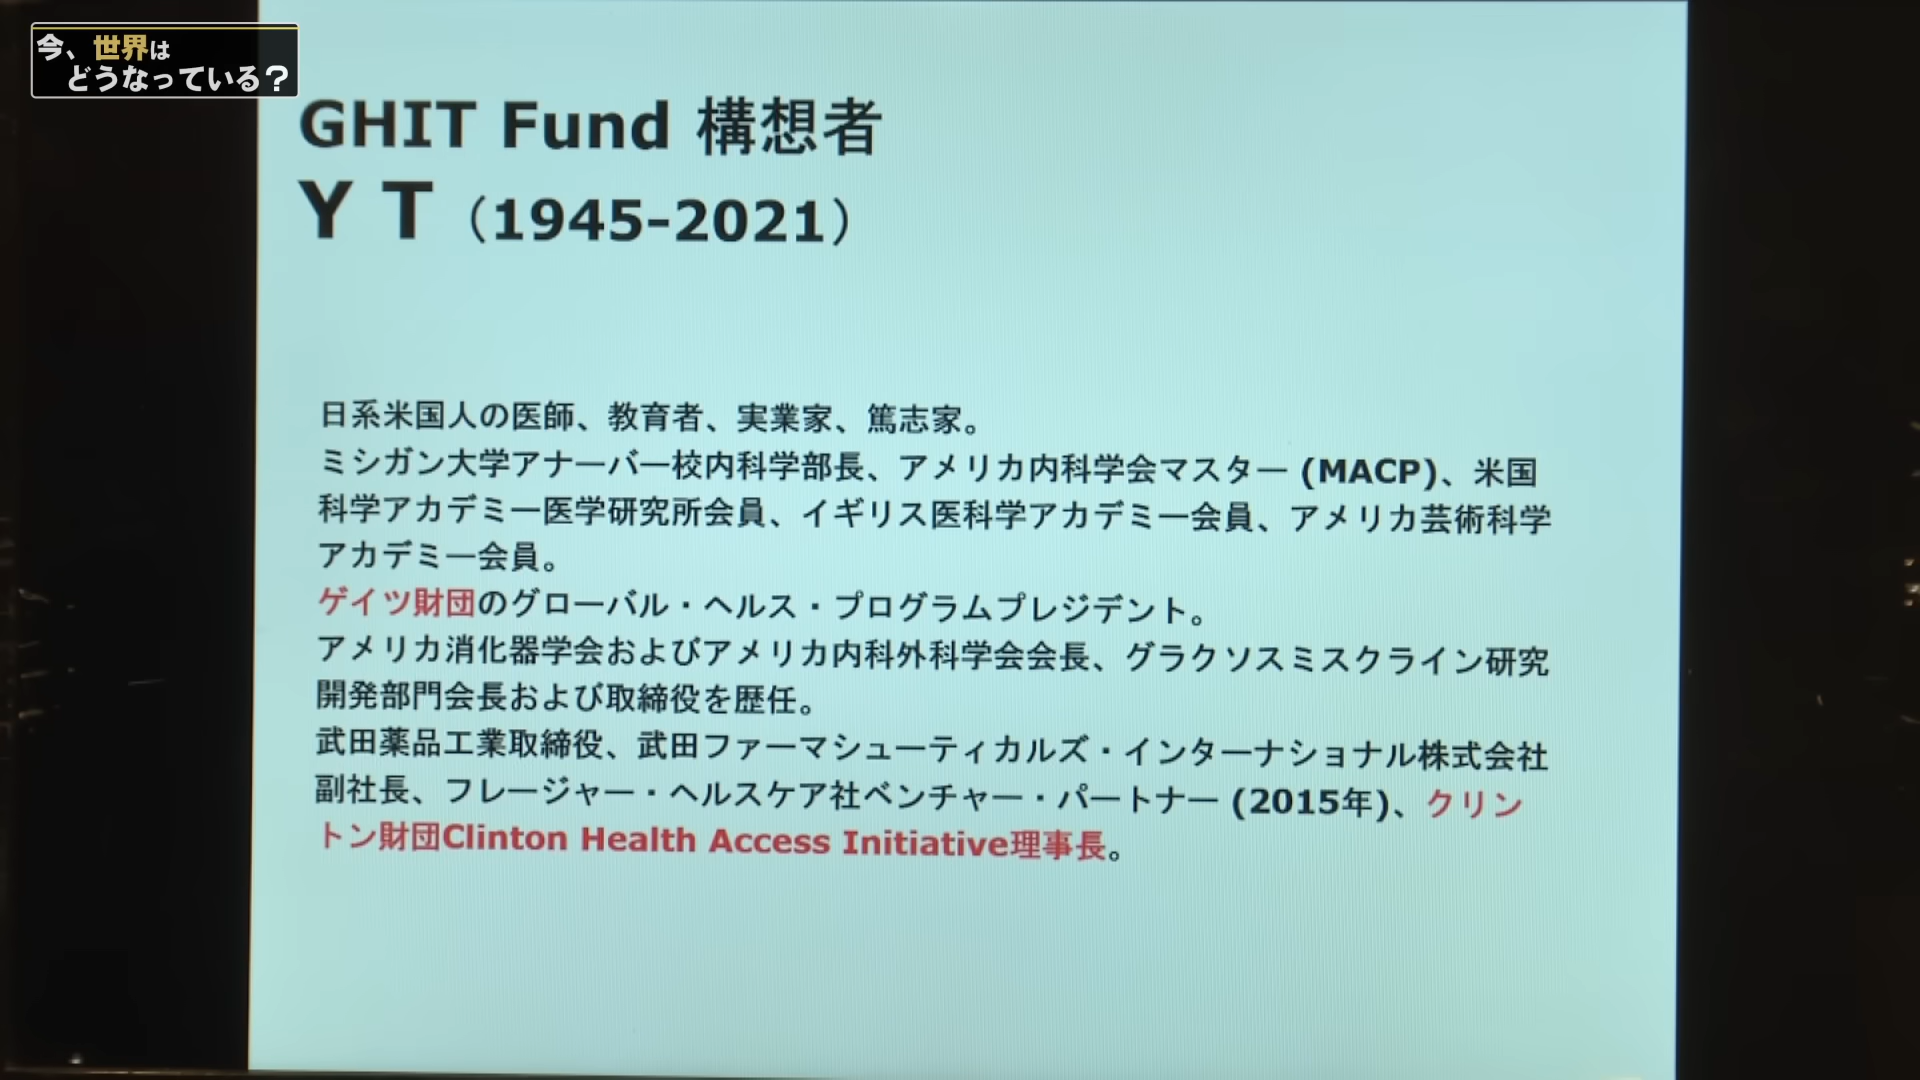 今、世界は
どうなっている？
GHIT Fund 構想者
Y T（1945-2021）
日系米国人の医師、教育者、実業家、篤志家。
ミシガン大学アナーバー校内科学部長、アメリカ内科学会マスター (MACP)、米国
科学アカデミー医学研究所会員、イギリス医科学アカデミー会員、アメリカ芸術科学
アカデミー会員。
ゲイツ財団のグローバル・ヘルス・プログラムプレジデント。
アメリカ消化器学会およびアメリカ内科外科学会会長、グラクソスミスクライン研究
開発部門会長および取締役を歴任。
武田薬品工業取締役、武田ファーマシューティカルズ・インターナショナル株式会社
副社長、フレージャー・ヘルスケア社ベンチャー・パートナー (2015年)、クリン
トン財団Clinton Health Access Initiative理事長。